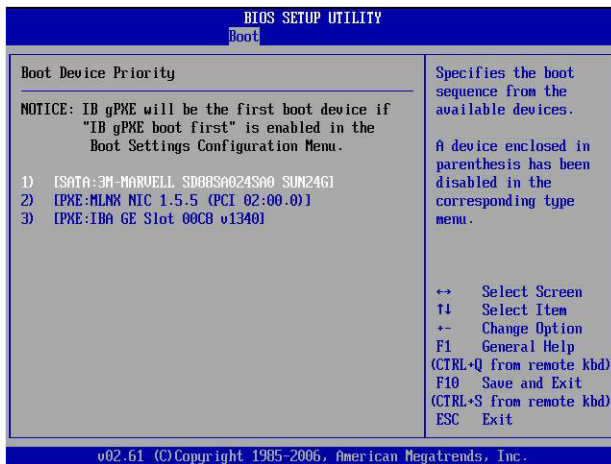 BIOS SETUP UTILITY
Boot
Boot Device Priority
NOTICE: IB gPXE will be the first boot device if
"IB gPXE boot first" is enabled in the
Boot Settings Configuration Menu.
1) [SATA:3M-MARVELL SD88SA024SA0 SUN24G]
2) [PXE:MLNX NIC 1.5.5 (PCI 02:00.0)]
3) [PXE:IBA GE Slot 00C8 v1340]
Specifies the boot
sequence from the
available devices.
A device enclosed in
parenthesis has been
disabled in the
corresponding type
menu.
↔ Select Screen
↑↓ Select Item
+- Change Option
F1 General Help
(CTRL+Q from remote kbd)
F10 Save and Exit
(CTRL+S from remote kbd)
ESC Exit
v02.61 (C)Copyright 1985-2006, American Megatrends, Inc.